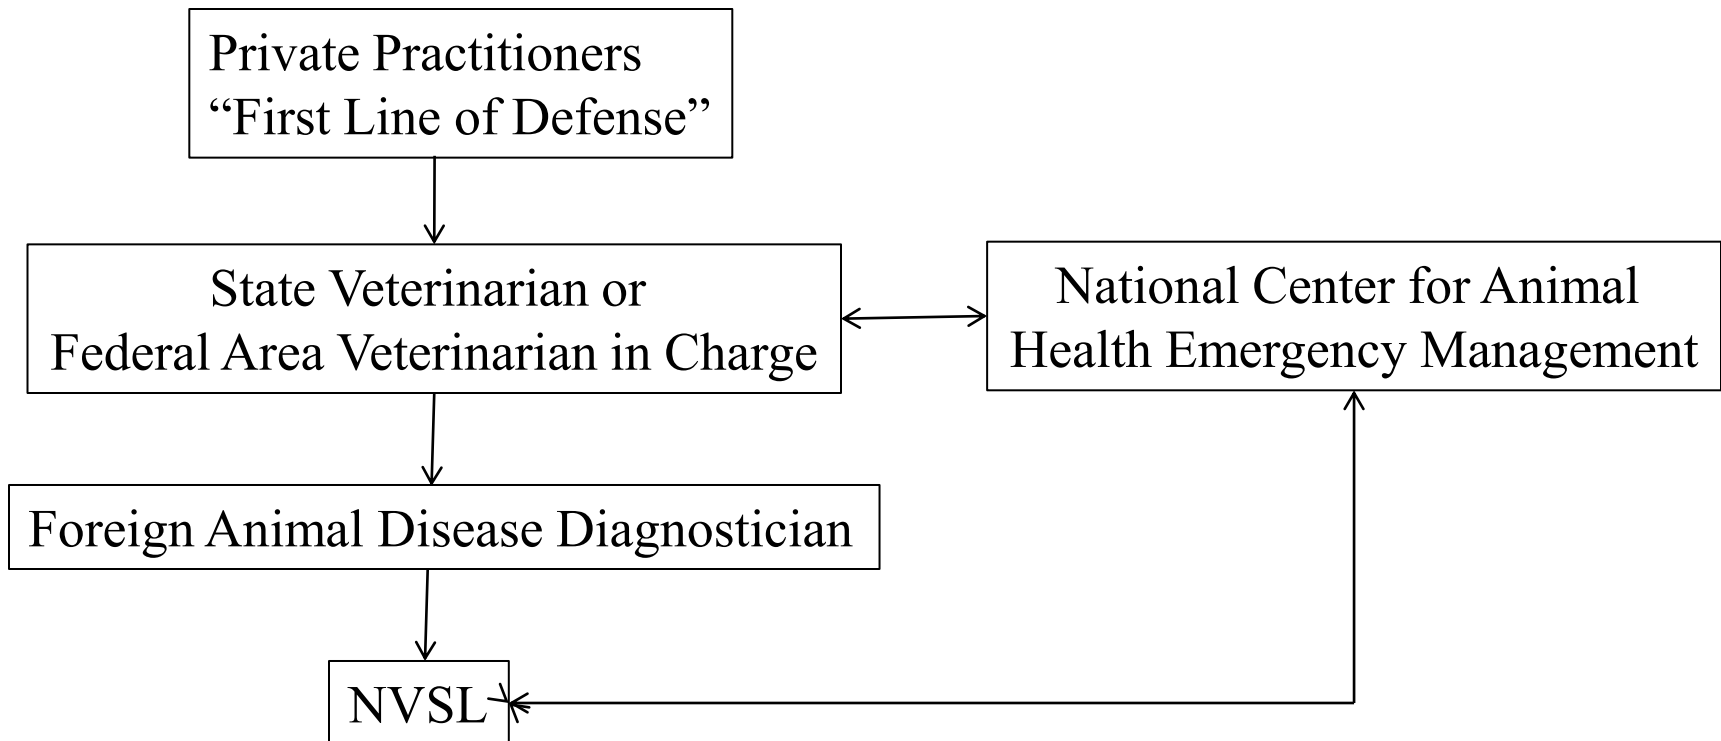 Private Practitioners
“First Line of Defense”
State Veterinarian or
Federal Area Veterinarian in Charge
National Center for Animal
Health Emergency Management
Foreign Animal Disease Diagnostician
NVSL